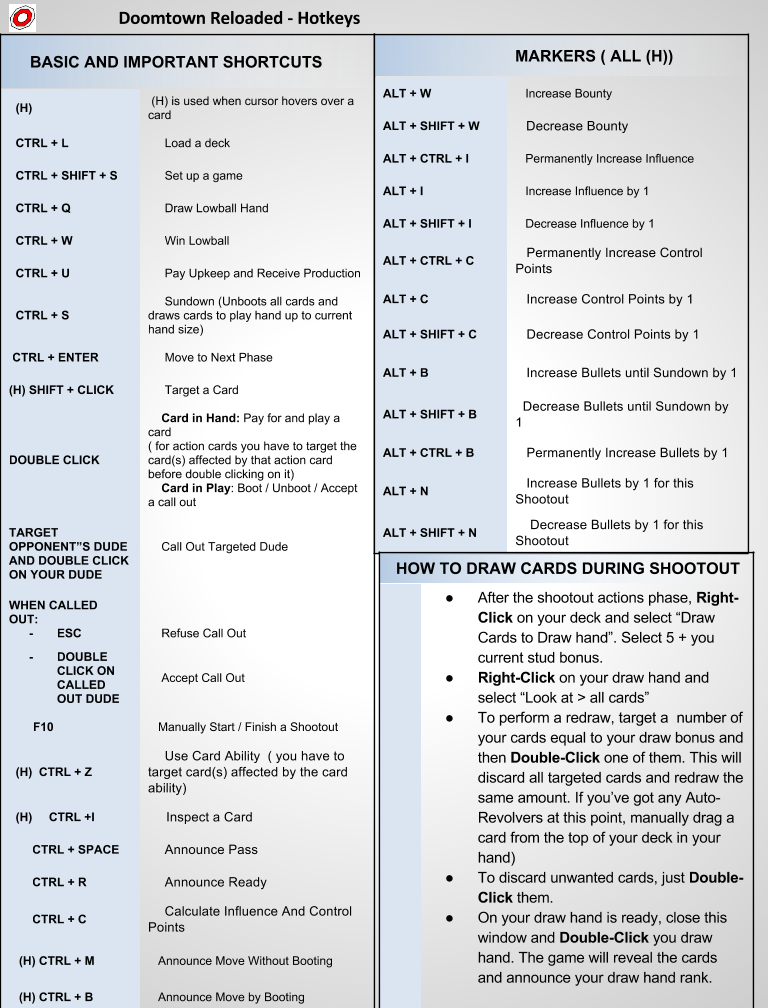 Doomtown Reloaded - Hotkeys
BASIC AND IMPORTANT SHORTCUTS
(H) (H) is used when cursor hovers over a
card
CTRL + L Load a deck
CTRL + SHIFT + S Set up a game
CTRL + Q Draw Lowball Hand
CTRL + W Win Lowball
CTRL + U Pay Upkeep and Receive Production
CTRL + S Sundown (Unboots all cards and
draws cards to play hand up to current
hand size)
CTRL + ENTER Move to Next Phase
(H) SHIFT + CLICK Target a Card
DOUBLE CLICK Card in Hand: Pay for and play a
card
( for action cards you have to target the
card(s) affected by that action card
before double clicking on it)
Card in Play: Boot / Unboot / Accept
a call out
TARGET
OPPONENT"S DUDE
AND DOUBLE CLICK
ON YOUR DUDE
Call Out Targeted Dude
WHEN CALLED
OUT:
- ESC Refuse Call Out
- DOUBLE
CLICK ON
CALLED
OUT DUDE
Accept Call Out
F10 Manually Start / Finish a Shootout
(H) CTRL + Z Use Card Ability ( you have to
target card(s) affected by the card
ability)
(H) CTRL +I Inspect a Card
CTRL + SPACE Announce Pass
CTRL + R Announce Ready
CTRL + C Calculate Influence And Control
Points
(H) CTRL + M Announce Move Without Booting
(H) CTRL + B Announce Move by Booting
MARKERS ( ALL (H))
ALT + W Increase Bounty
ALT + SHIFT + W Decrease Bounty
ALT + CTRL + I Permanently Increase Influence
ALT + I Increase Influence by 1
ALT + SHIFT + I Decrease Influence by 1
ALT + CTRL + C Permanently Increase Control
Points
ALT + C Increase Control Points by 1
ALT + SHIFT + C Decrease Control Points by 1
ALT + B Increase Bullets until Sundown by 1
ALT + SHIFT + B Decrease Bullets until Sundown by
1
ALT + CTRL + B Permanently Increase Bullets by 1
ALT + N Increase Bullets by 1 for this
Shootout
ALT + SHIFT + N Decrease Bullets by 1 for this
Shootout
HOW TO DRAW CARDS DURING SHOOTOUT
● After the shootout actions phase, Right-
Click on your deck and select “Draw
Cards to Draw hand”. Select 5 + you
current stud bonus.
● Right-Click on your draw hand and
select “Look at > all cards”
● To perform a redraw, target a number of
your cards equal to your draw bonus and
then Double-Click one of them. This will
discard all targeted cards and redraw the
same amount. If you’ve got any Auto-
Revolvers at this point, manually drag a
card from the top of your deck in your
hand)
● To discard unwanted cards, just Double-
Click them.
● On your draw hand is ready, close this
window and Double-Click you draw
hand. The game will reveal the cards
and announce your draw hand rank.